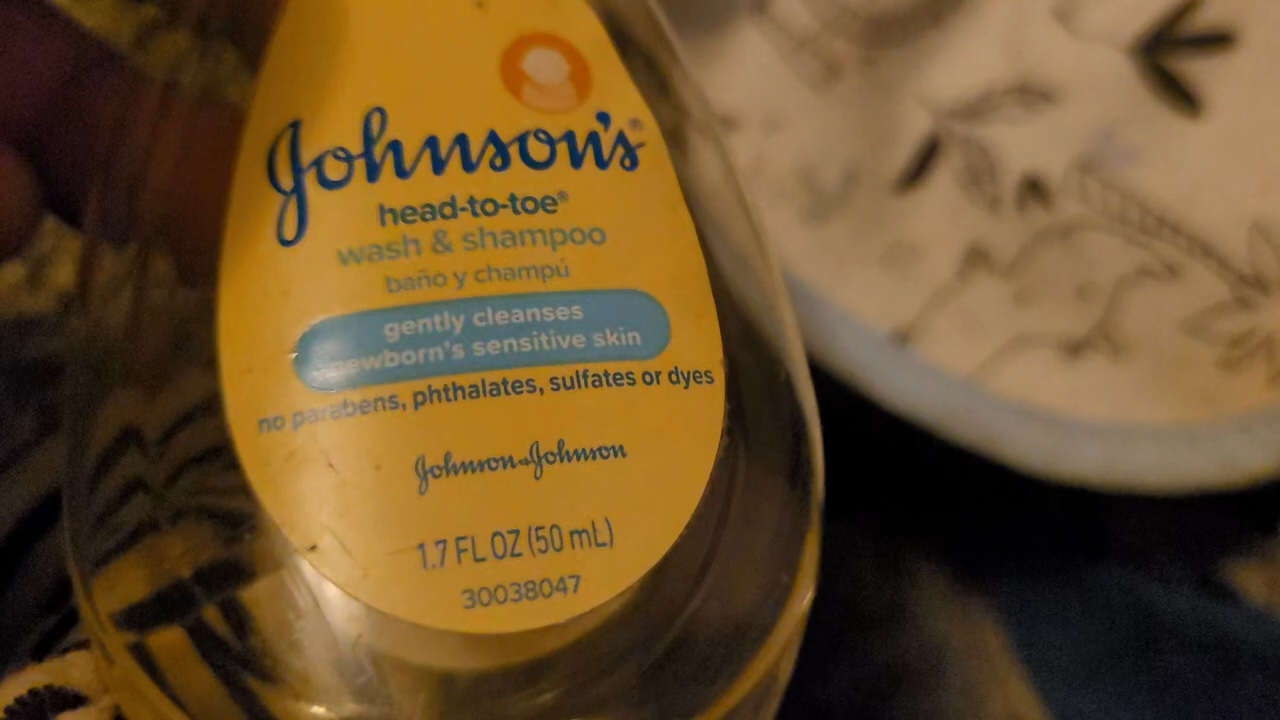 Johnson's®
head-to-toe®
wash & shampoo
baño y champú
gently cleanses
newborn's sensitive skin
no parabens, phthalates, sulfates or dyes
Johnson & Johnson
1.7 FL OZ (50 mL)
30038047